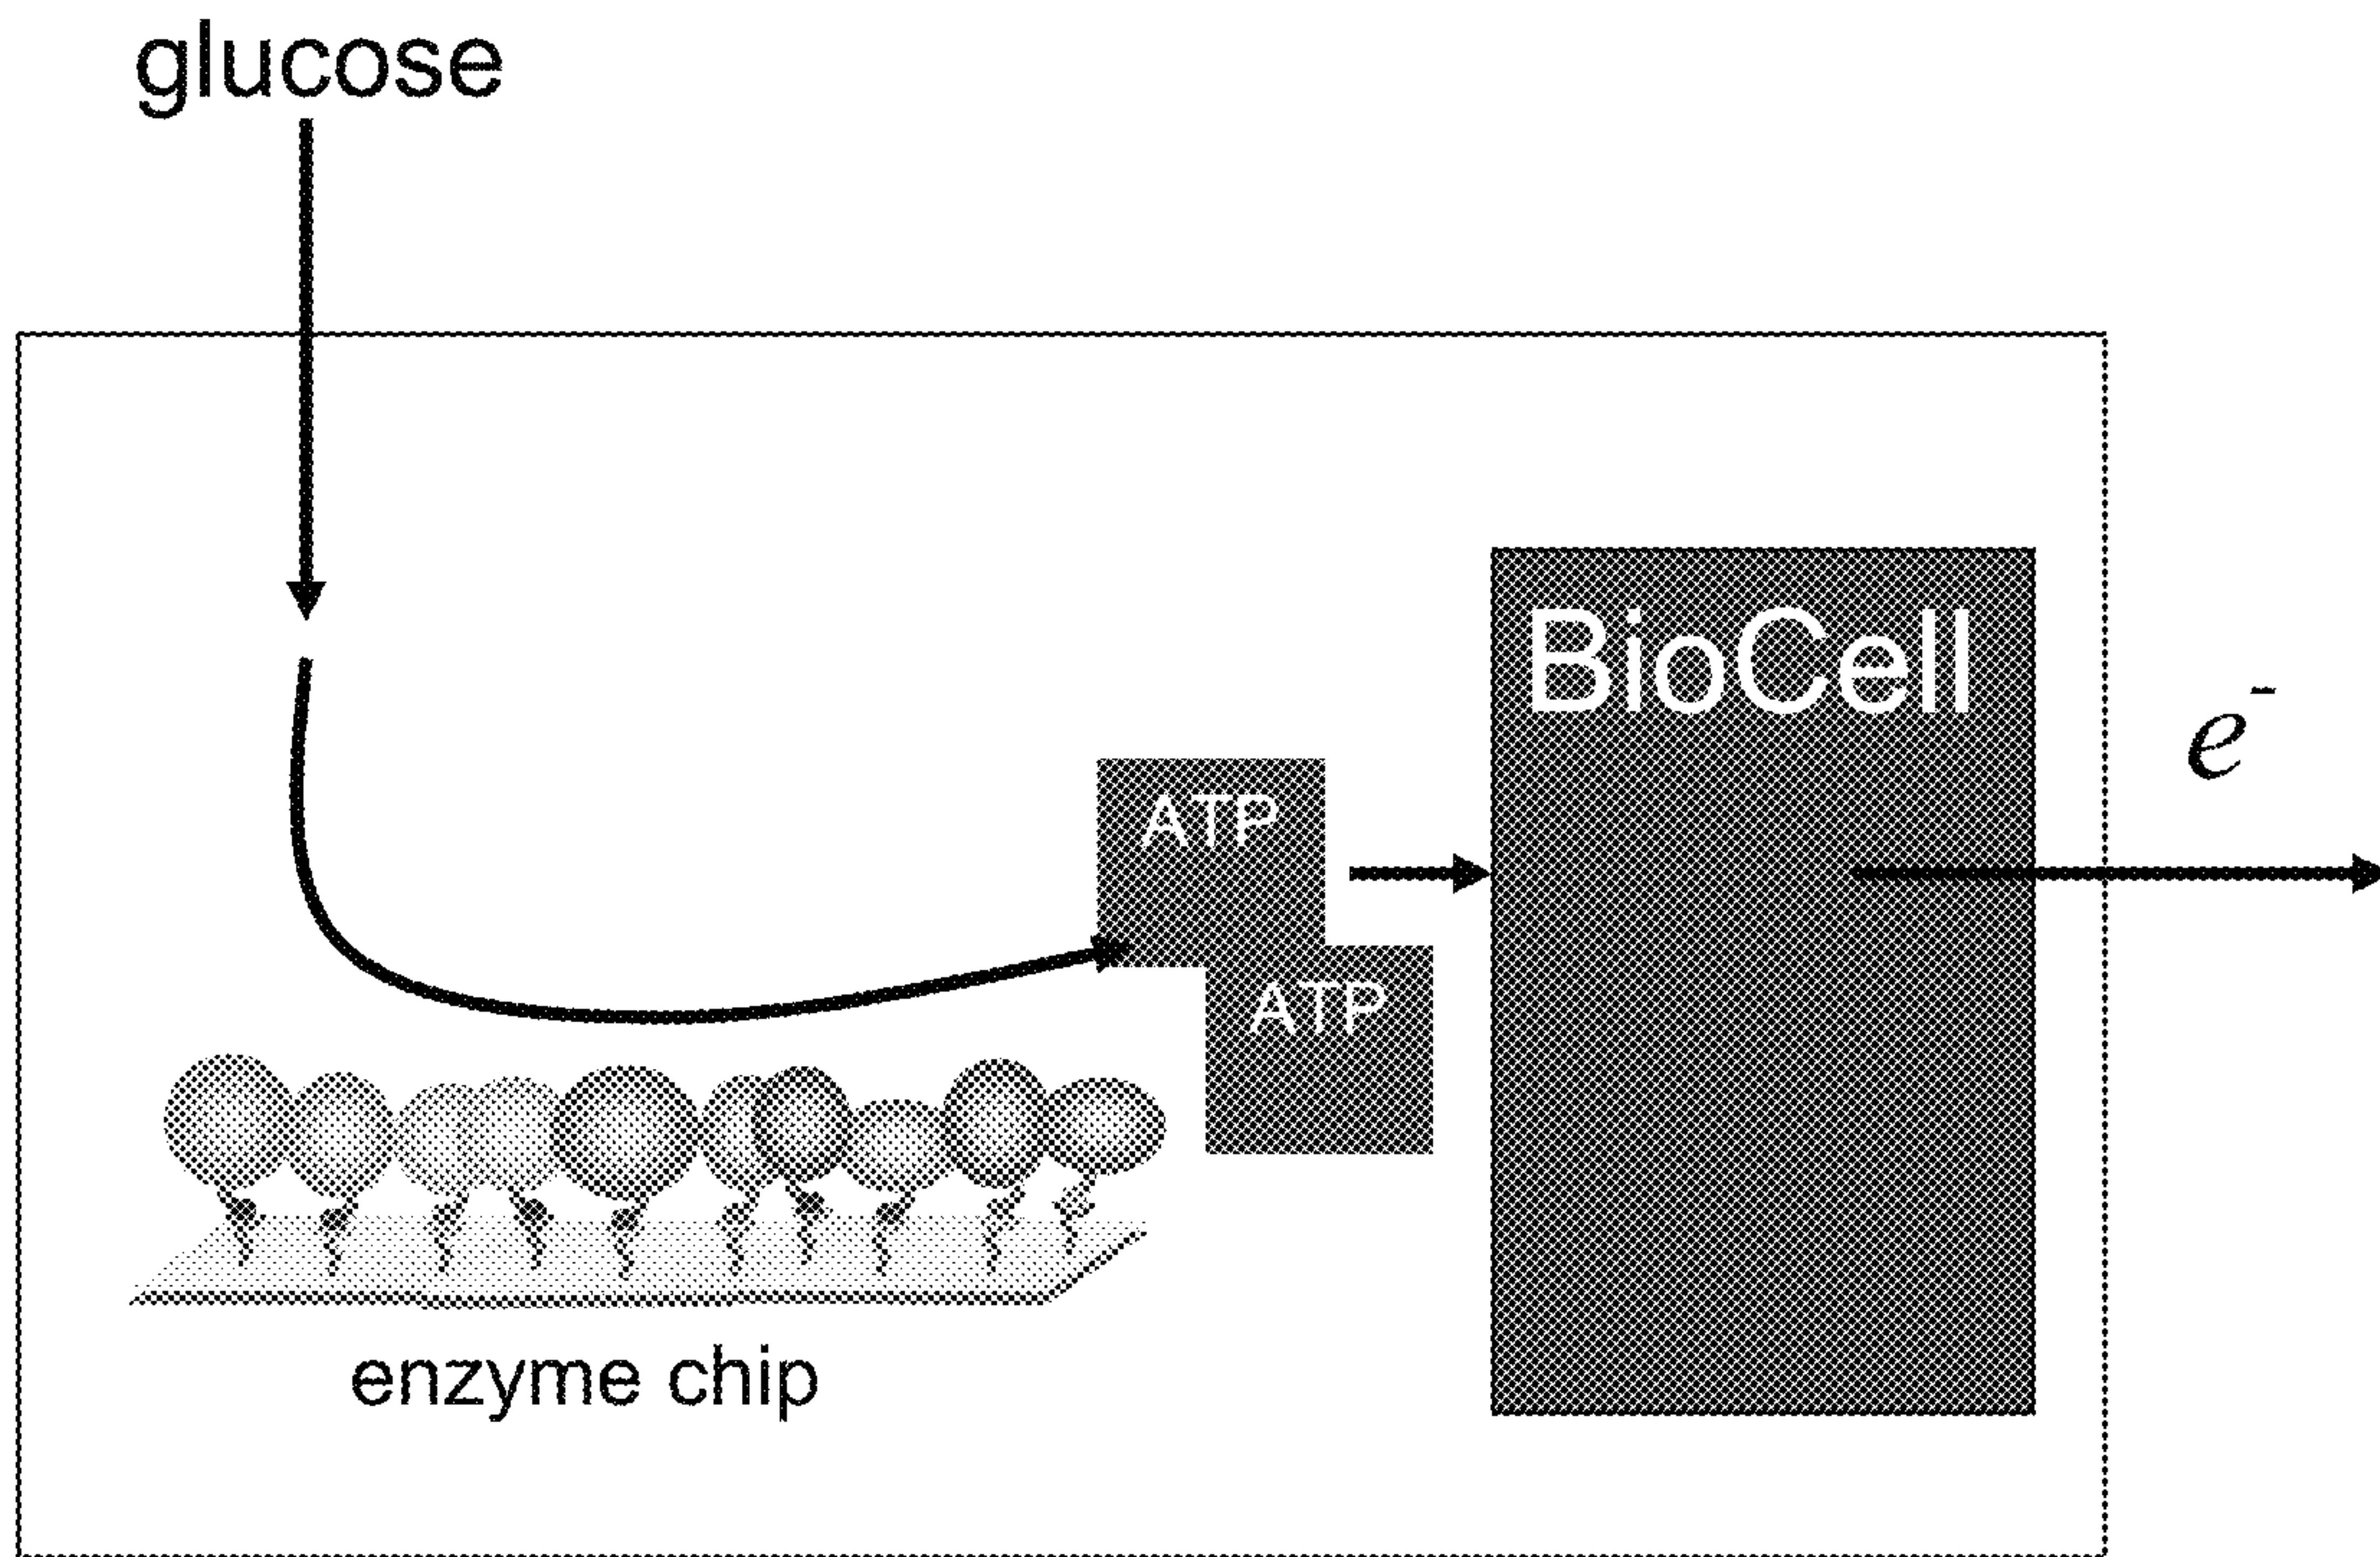 glucose
BioCell
e⁻
ATP
ATP
enzyme chip